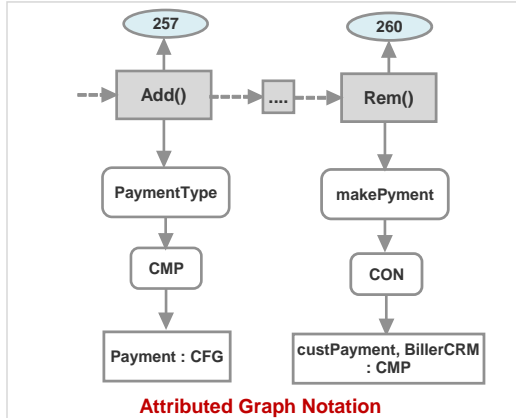 257
260
Add()
....
Rem()
PaymentType
makePyment
CMP
CON
Payment : CFG
custPayment, BillerCRM
: CMP
Attributed Graph Notation